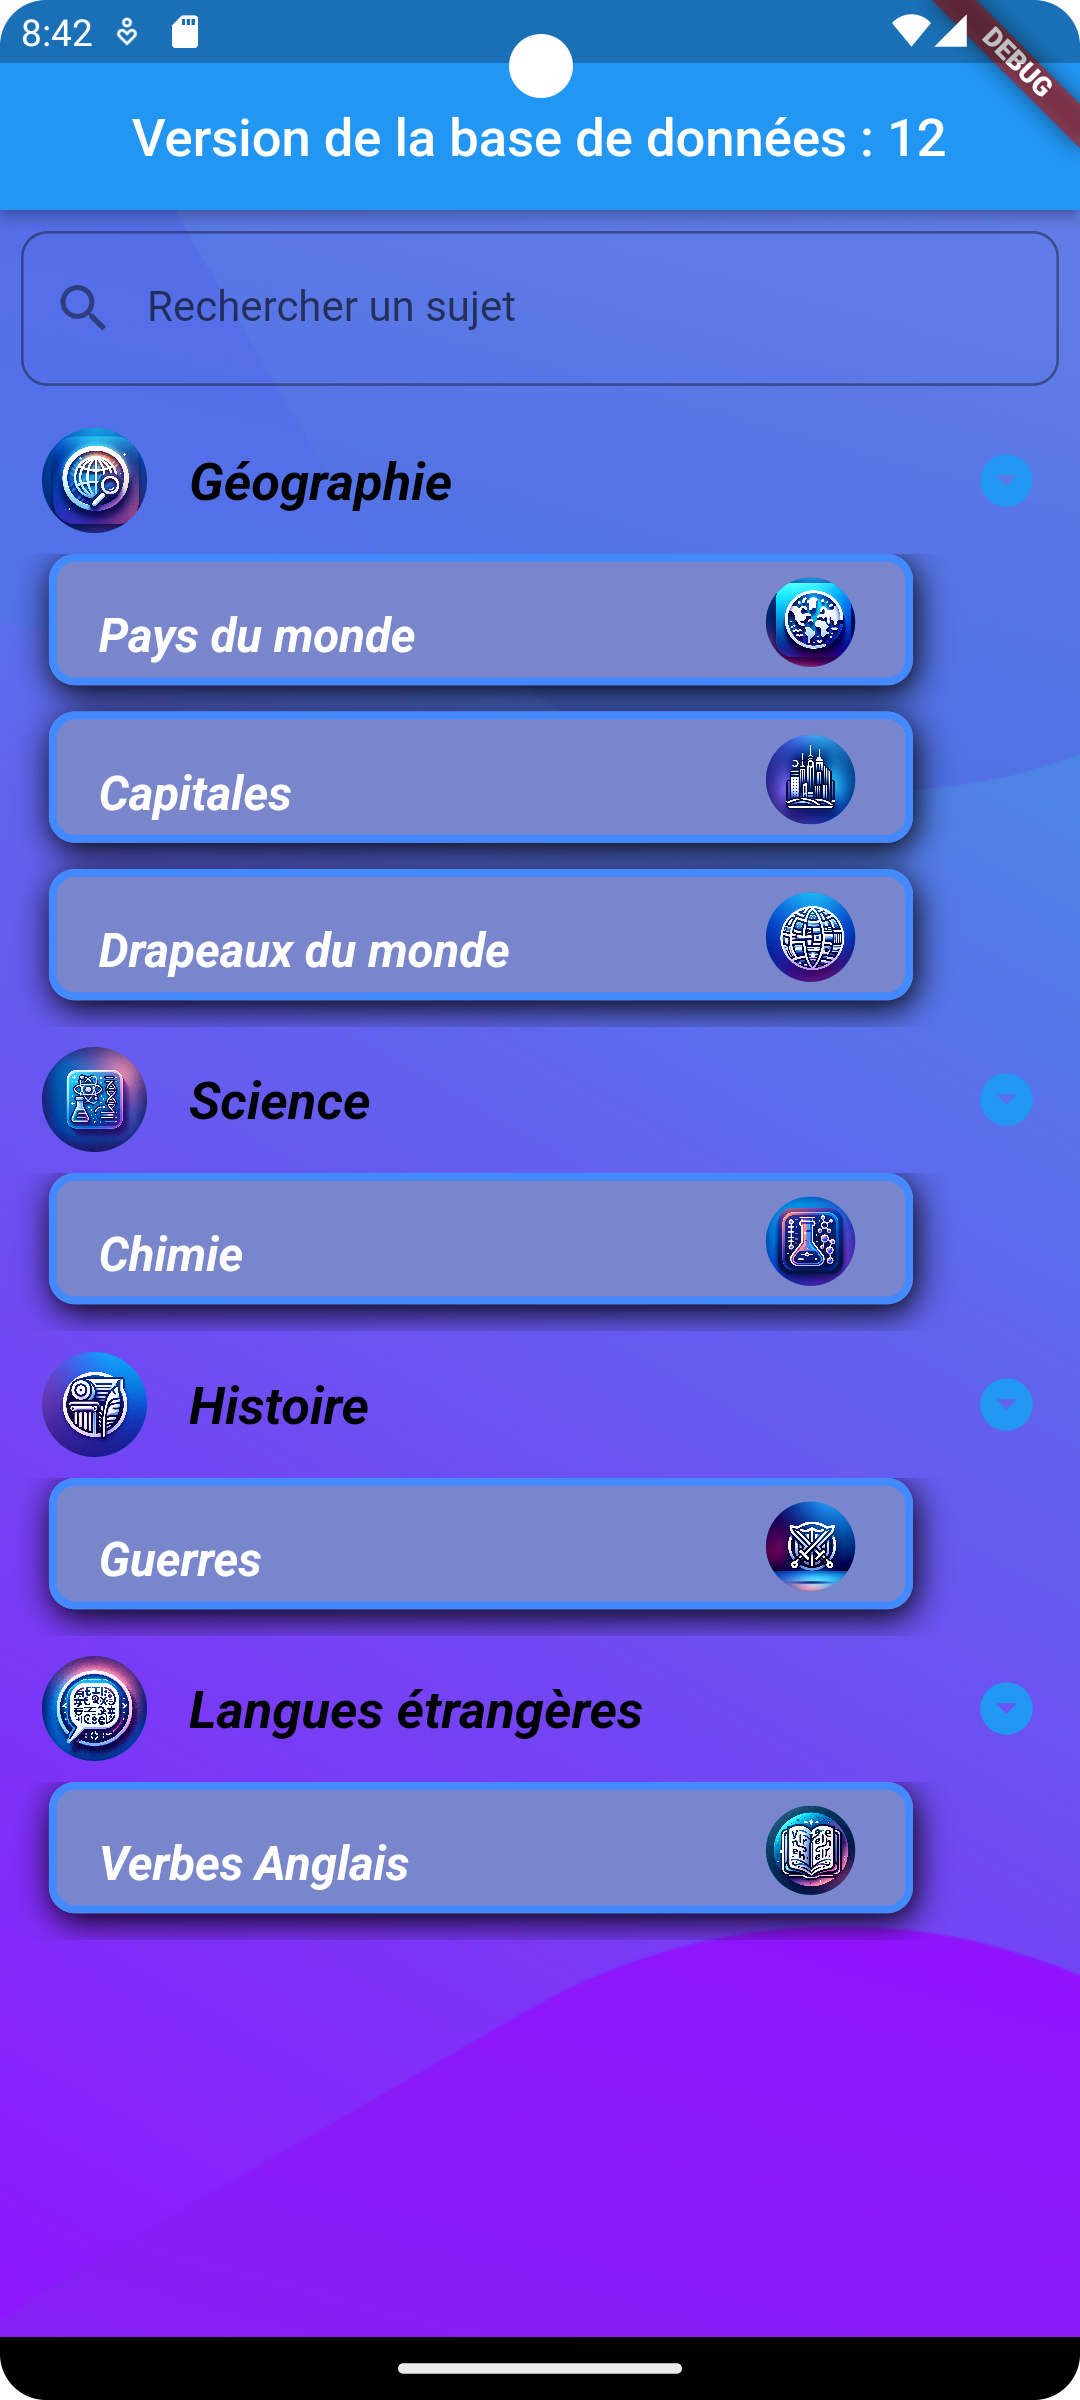 8:42
DEBUG
Version de la base de données : 12
Rechercher un sujet
Géographie
Pays du monde
Capitales
Drapeaux du monde
Science
Chimie
Histoire
Guerres
Langues étrangères
Verbes Anglais